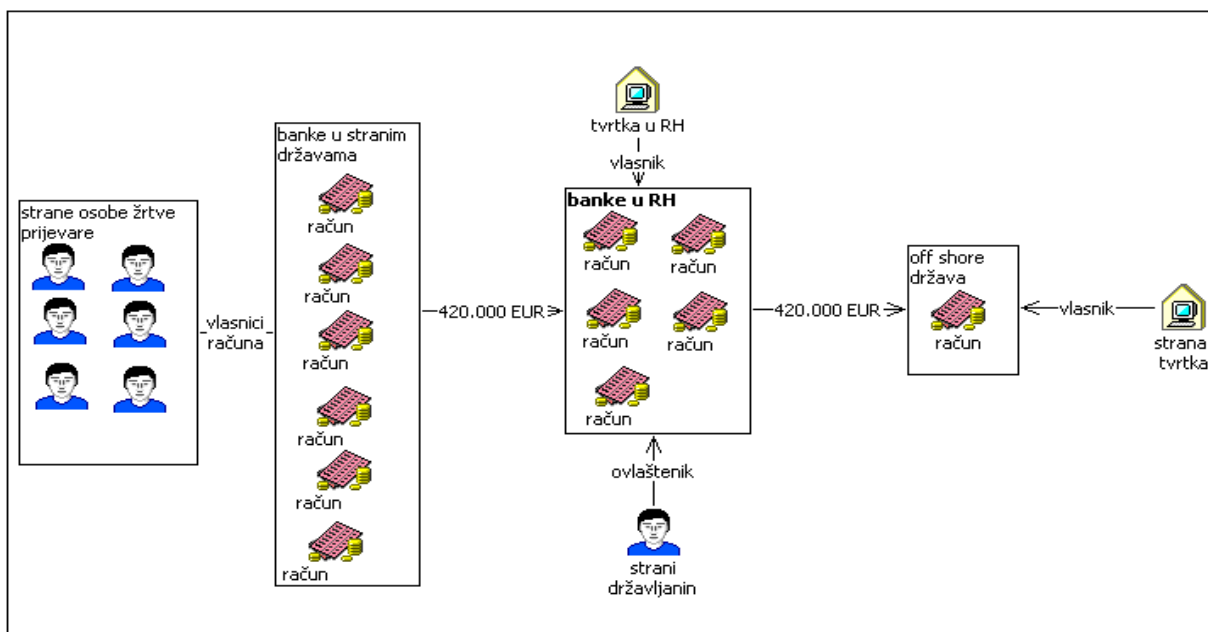 strane osobe žrtve
prijevare
vlasnici
računa
banke u stranim
državama
račun
račun
račun
račun
račun
račun
420.000 EUR
tvrtka u RH
vlasnik
banke u RH
račun
račun
račun
račun
račun
ovlaštenik
strani
državljanin
420.000 EUR
off shore
država
račun
vlasnik
strana
tvrtka